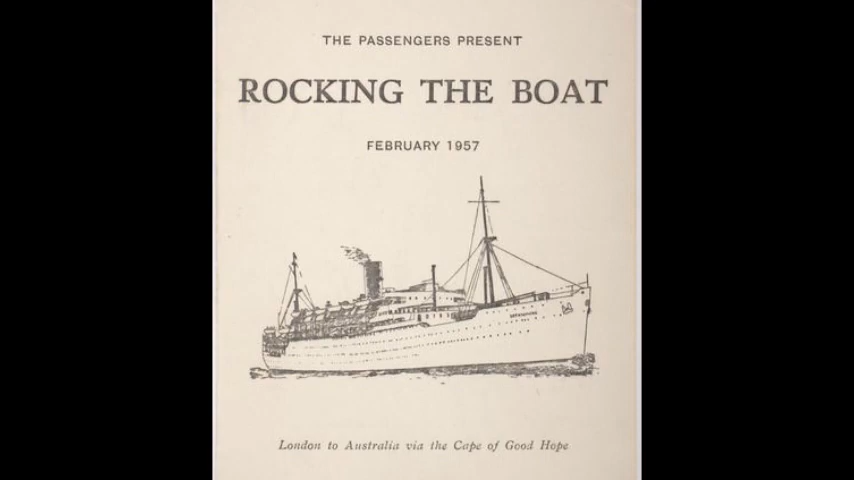 THE PASSENGERS PRESENT
ROCKING THE BOAT
FEBRUARY 1957
London to Australia via the Cape of Good Hope